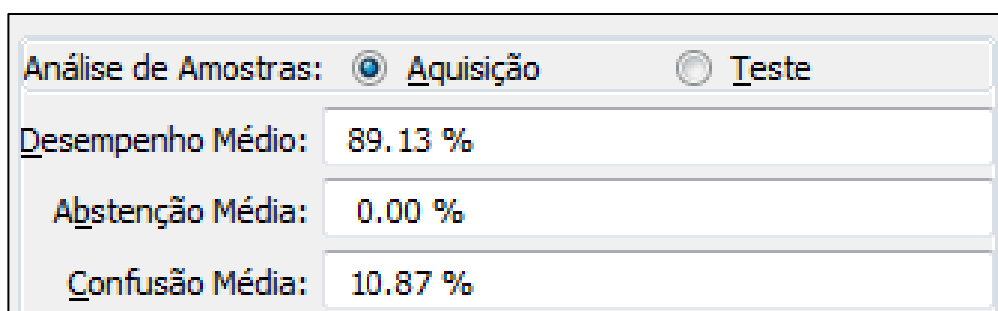 Análise de Amostras: Aquisição Teste
Desempenho Médio: 89.13 %
Abstenção Média: 0.00 %
Confusão Média: 10.87 %